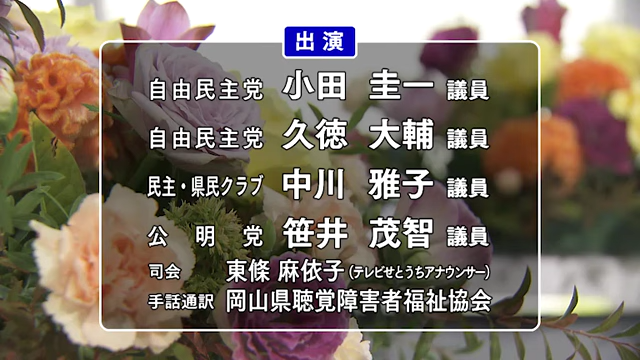 出演
自由民主党 小田 圭一 議員
自由民主党 久徳 大輔 議員
民主・県民クラブ 中川 雅子 議員
公明党 笹井 茂智 議員
司会 東條 麻依子(テレビせとうちアナウンサー)
手話通訳 岡山県聴覚障害者福祉協会